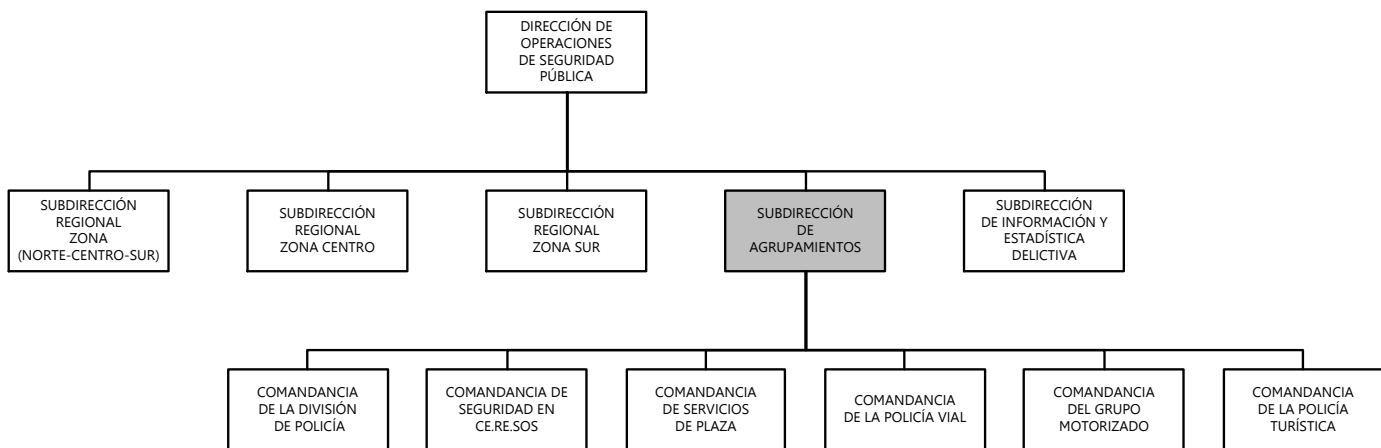 DIRECCIÓN DE
OPERACIONES
DE SEGURIDAD
PÚBLICA
SUBDIRECCIÓN
REGIONAL
ZONA
(NORTE-CENTRO-SUR)
SUBDIRECCIÓN
REGIONAL
ZONA CENTRO
SUBDIRECCIÓN
REGIONAL
ZONA SUR
SUBDIRECCIÓN
DE
AGRUPAMIENTOS
SUBDIRECCIÓN
DE INFORMACIÓN Y
ESTADÍSTICA
DELICTIVA
COMANDANCIA
DE LA DIVISIÓN
DE POLICÍA
COMANDANCIA DE
SEGURIDAD EN
CE.RE.SOS
COMANDANCIA
DE SERVICIOS
DE PLAZA
COMANDANCIA
DE LA POLICÍA VIAL
COMANDANCIA
DEL GRUPO
MOTORIZADO
COMANDANCIA
DE LA POLICÍA
TURÍSTICA